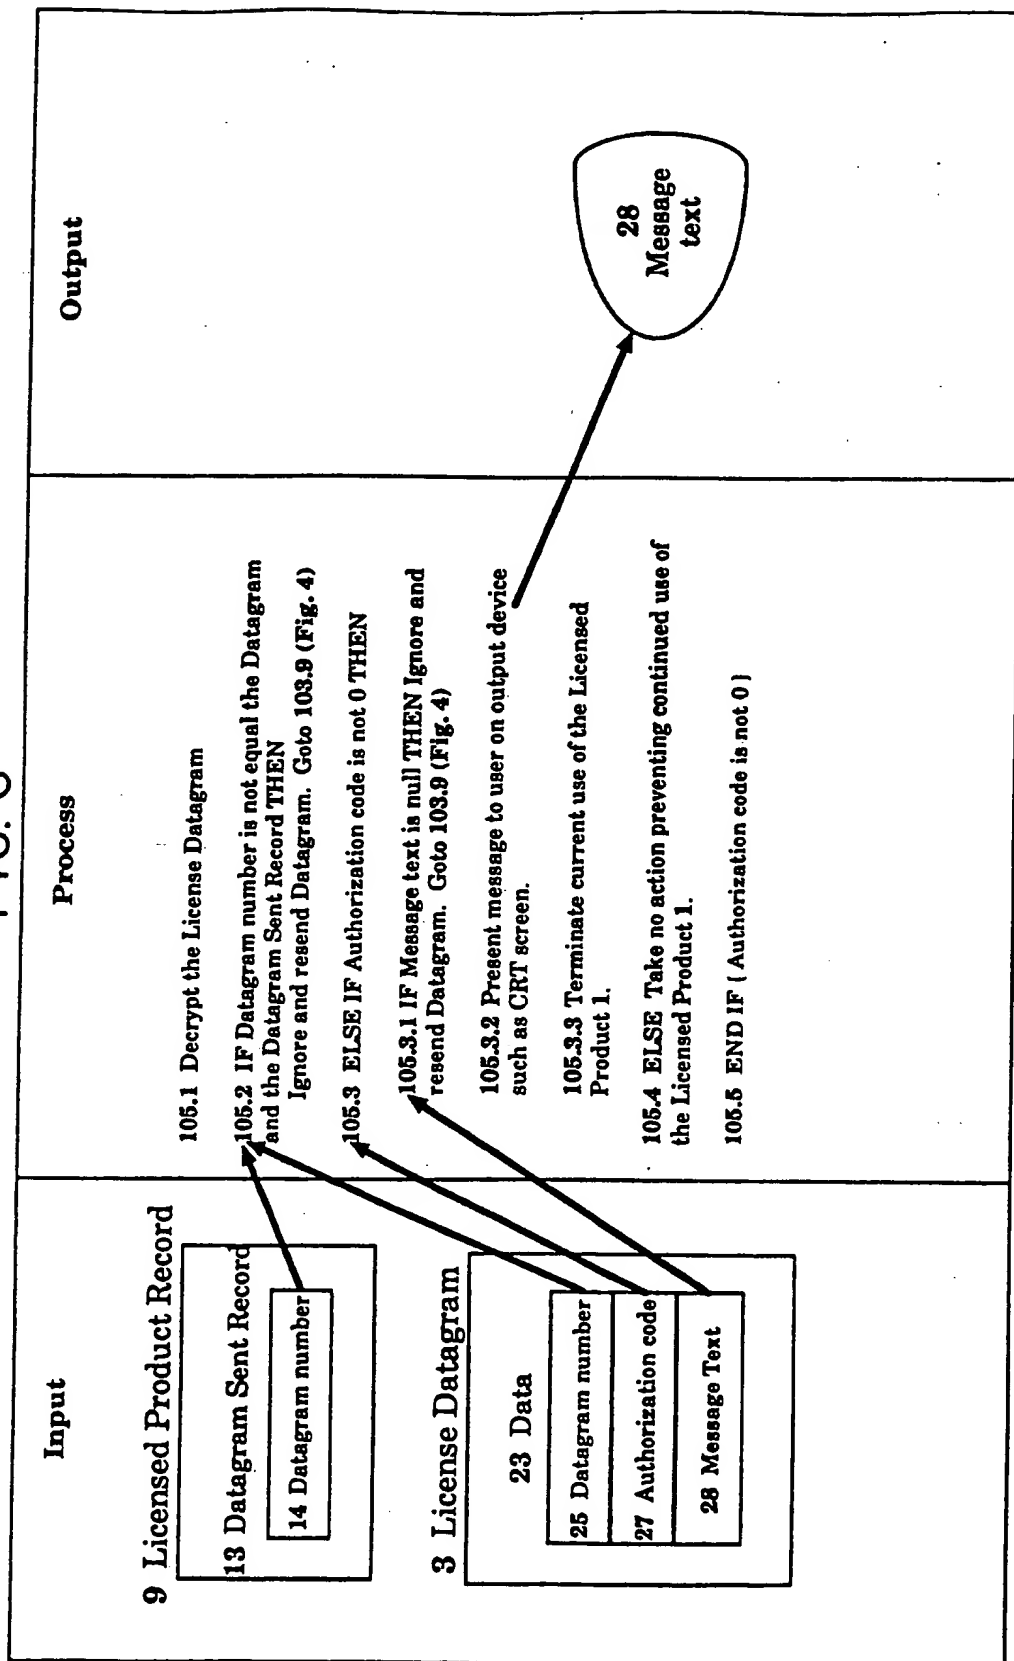 Input
Process
Output
9 Licensed Product Record
13 Datagram Sent Record
14 Datagram number
3 License Datagram
23 Data
25 Datagram number
27 Authorization code
28 Message Text
105.1 Decrypt the License Datagram
105.2 IF Datagram number is not equal the Datagram
and the Datagram Sent Record THEN
Ignore and resend Datagram. Goto 103.9 (Fig. 4)
105.3 ELSE IF Authorization code is not 0 THEN
105.3.1 IF Message text is null THEN Ignore and
resend Datagram. Goto 103.9 (Fig. 4)
105.3.2 Present message to user on output device
such as CRT screen.
105.3.3 Terminate current use of the Licensed
Product 1.
105.4 ELSE Take no action preventing continued use of
the Licensed Product 1.
105.5 END IF { Authorization code is not 0 }
28
Message
text